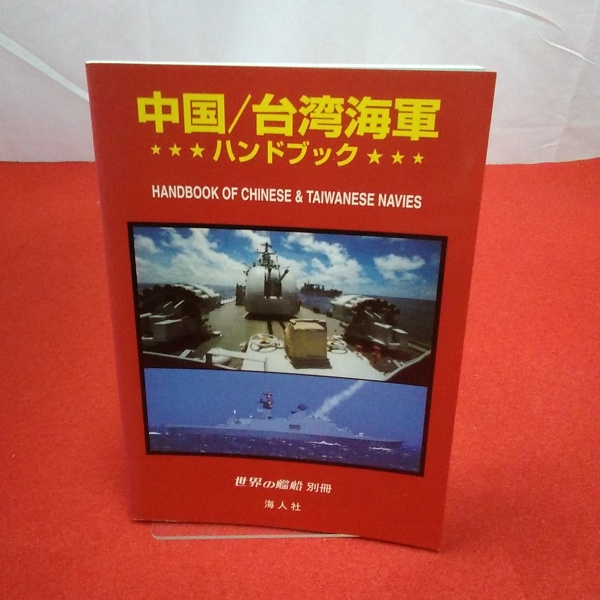 中国/台湾海軍
★★★ハンドブック★★★
HANDBOOK OF CHINESE & TAIWANESE NAVIES
世界の艦船 別冊
海人社